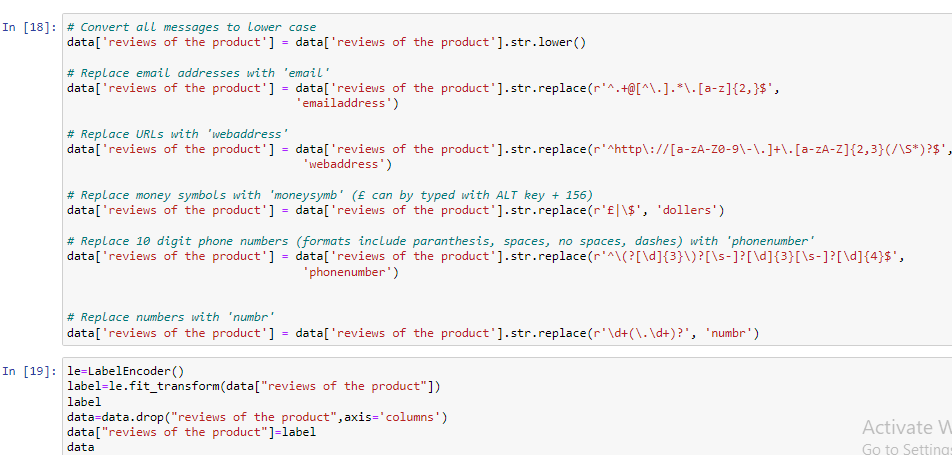 In [18]: # Convert all messages to lower case
data['reviews of the product'] = data['reviews of the product'].str.lower()
# Replace email addresses with 'email'
data['reviews of the product'] = data['reviews of the product'].str.replace(r'^.+@[^\.].*\.[a-z]{2,}$',
'emailaddress')
# Replace URLs with 'webaddress'
data['reviews of the product'] = data['reviews of the product'].str.replace(r'^http\://[a-zA-Z0-9\-\.]+\.[a-zA-Z]{2,3}(/\S*)?$',
'webaddress')
# Replace money symbols with 'moneysymb' (£ can by typed with ALT key + 156)
data['reviews of the product'] = data['reviews of the product'].str.replace(r'£|\$', 'dollers')
# Replace 10 digit phone numbers (formats include paranthesis, spaces, no spaces, dashes) with 'phonenumber'
data['reviews of the product'] = data['reviews of the product'].str.replace(r'^\(?[\d]{3}\)?[\s-]?[\d]{3}[\s-]?[\d]{4}$',
'phonenumber')
# Replace numbers with 'numbr'
data['reviews of the product'] = data['reviews of the product'].str.replace(r'\d+(\.\d+)?', 'numbr')
In [19]: le=LabelEncoder()
label=le.fit_transform(data["reviews of the product"])
label
data=data.drop("reviews of the product",axis='columns')
data["reviews of the product"]=label
data
Activate W
Go to Setting